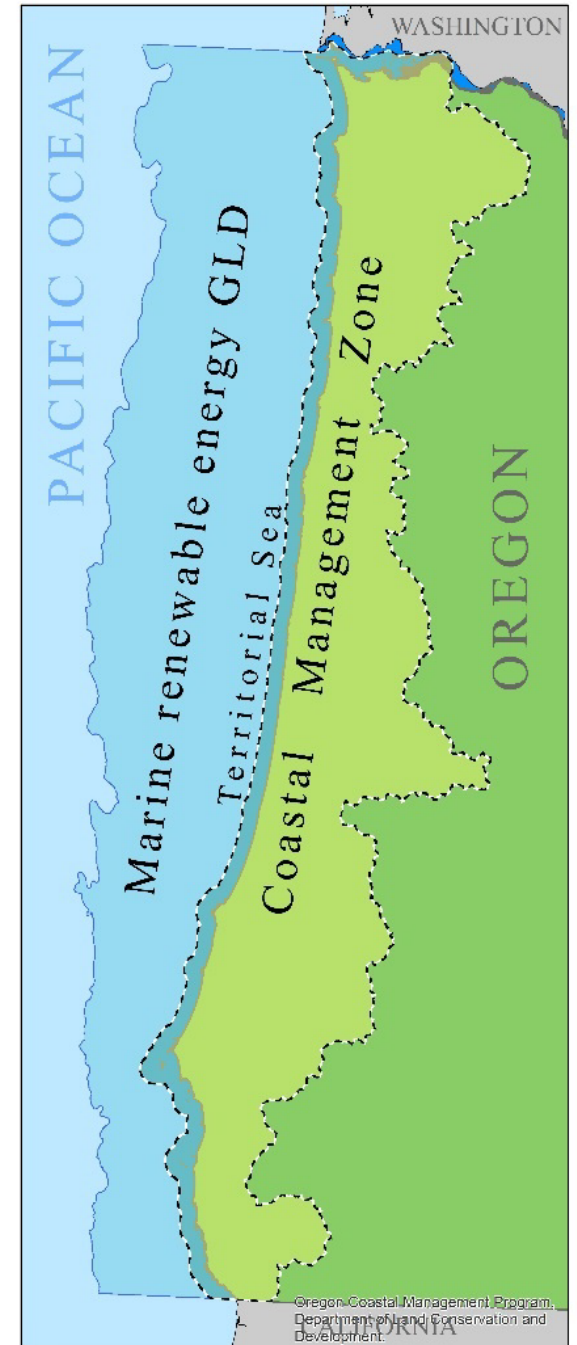 WASHINGTON
PACIFIC OCEAN
Marine renewable energy GLD
Territorial Sea
Coastal Management Zone
OREGON
Oregon Coastal Management Program,
Department of Land Conservation and
Development.
CALIFORNIA